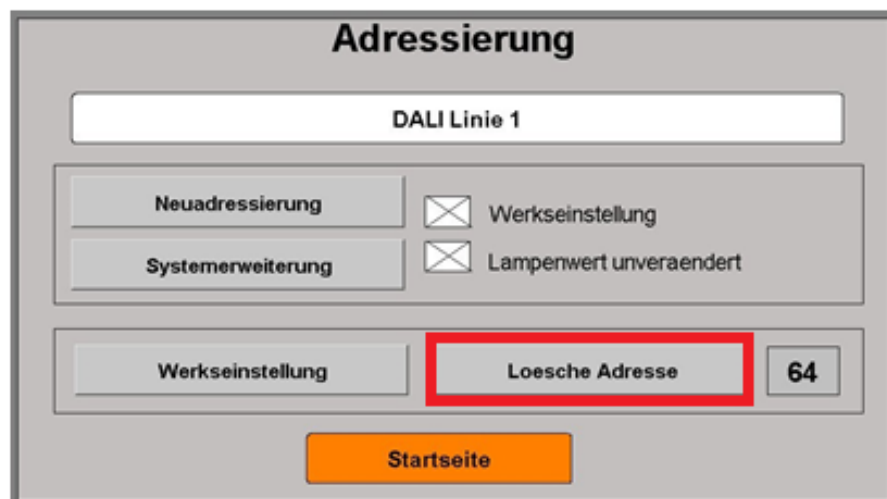 Adressierung
DALI Linie 1
Neuadressierung
Werkseinstellung
Systemerweiterung
Lampenwert unveraendert
Werkseinstellung
Loesche Adresse
64
Startseite